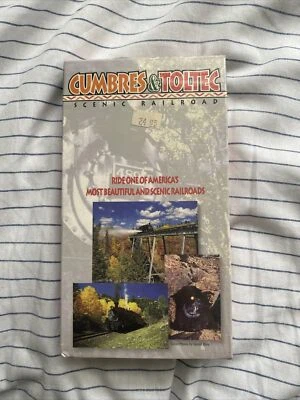 CUMBRES & TOLTEC
SCENIC RAILROAD
24.95
RIDE ONE OF AMERICA'S
MOST BEAUTIFUL AND SCENIC RAILROADS